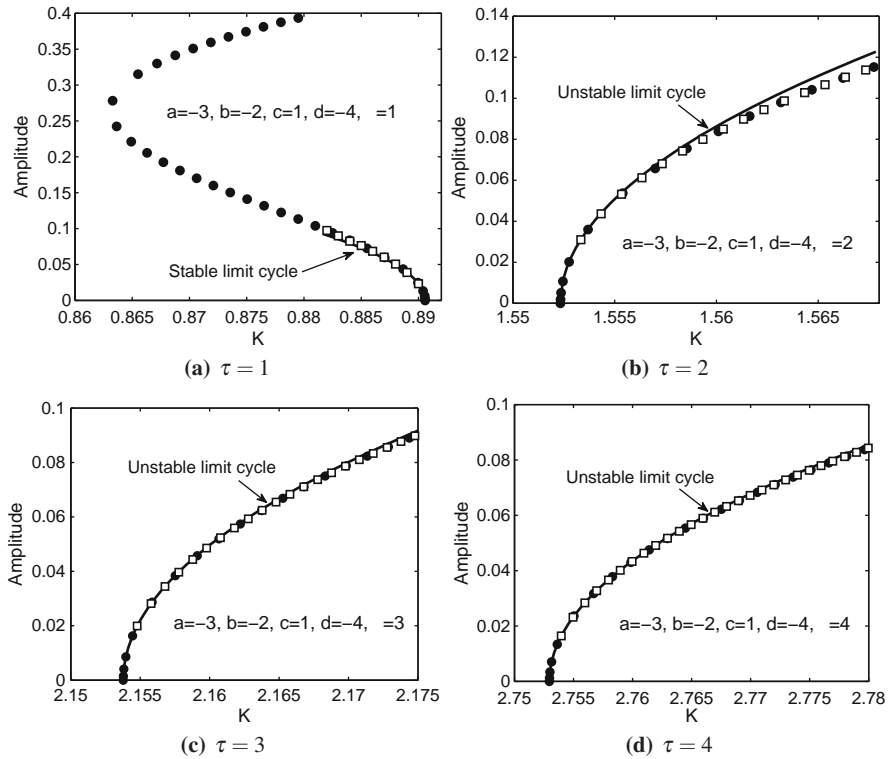 0.4
0.3
0.2
0.1
0.05
0
Amplitude
a=−3, b=−2, c=1, d=−4, =1
Stable limit cycle
0.86 0.865 0.87 0.875 0.88 0.885 0.89
K
(a) τ = 1
0.14
0.12
0.1
0.08
0.06
0.04
0.02
0
Amplitude
Unstable limit cycle
a=−3, b=−2, c=1, d=−4, =2
1.55 1.555 1.56 1.565
K
(b) τ = 2
0.1
0.08
0.06
0.04
0.02
0
Amplitude
Unstable limit cycle
a=−3, b=−2, c=1, d=−4, =3
2.15 2.155 2.16 2.165 2.17 2.175
K
(c) τ = 3
0.1
0.08
0.06
0.04
0.02
0
Amplitude
Unstable limit cycle
a=−3, b=−2, c=1, d=−4, =4
2.75 2.755 2.76 2.765 2.77 2.775 2.78
K
(d) τ = 4